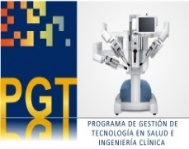 PGT
PROGRAMA DE GESTIÓN DE
TECNOLOGÍA EN SALUD E
INGENIERÍA CLÍNICA